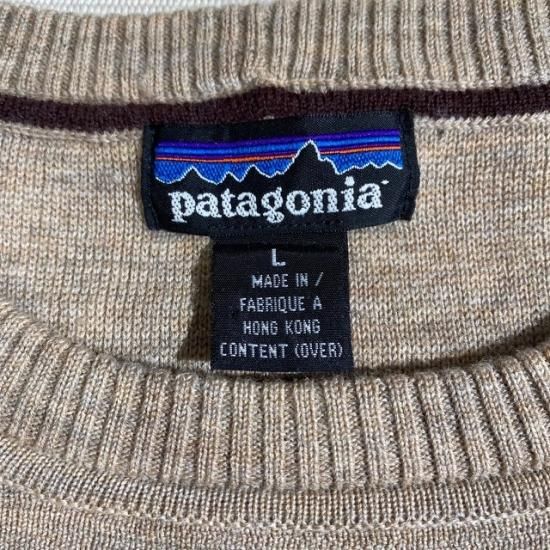 patagonia
L
MADE IN /
FABRIQUE A
HONG KONG
CONTENT (OVER)